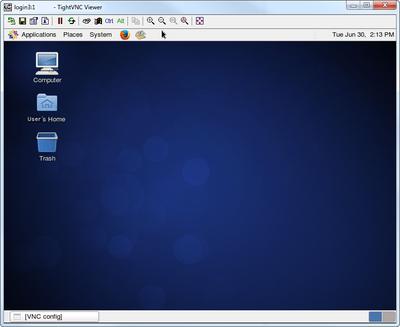 login3:1 - TightVNC Viewer
Ctrl Alt
Applications Places System Tue Jun 30, 2:13 PM
Computer
User's Home
Trash
[VNC config]